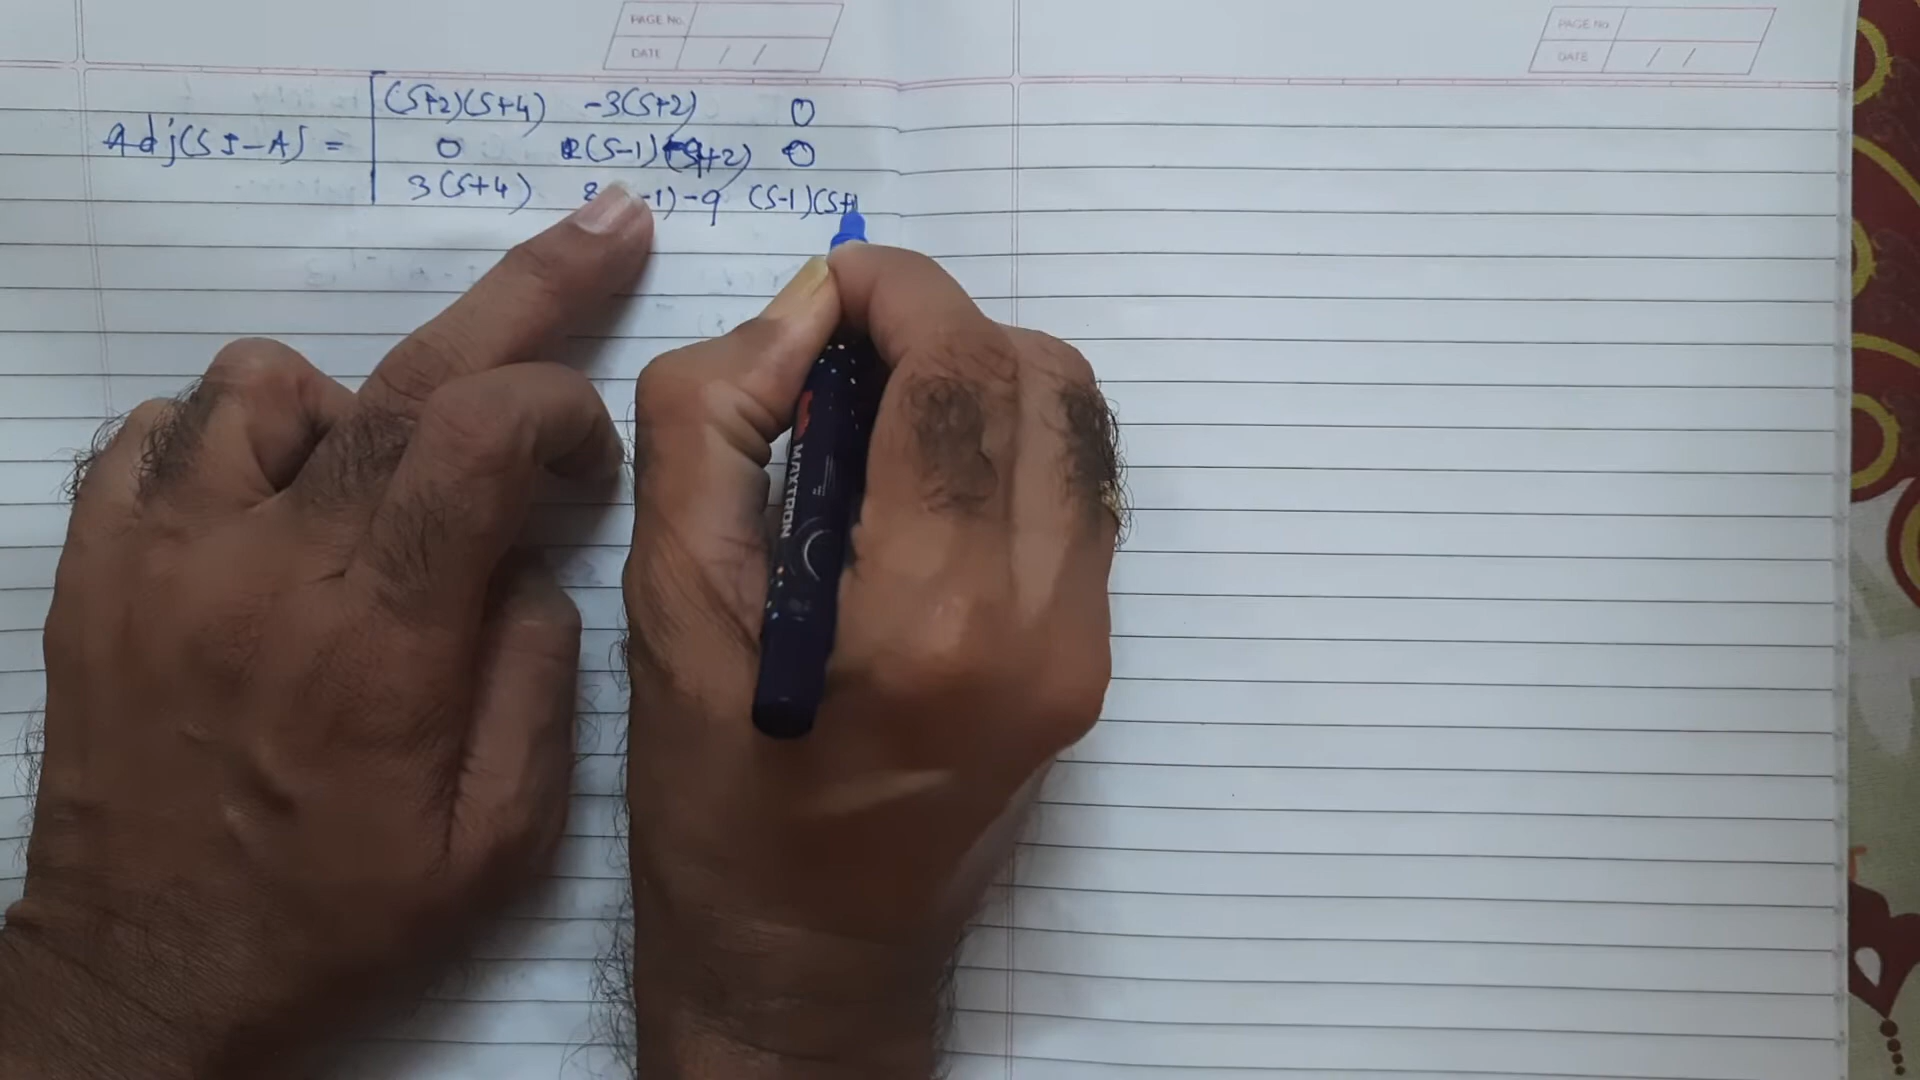 PAGE No.
DATE / /
PAGE No.
DATE / /
(S+2)(S+4) -3(S+2) 0
Adj(SI-A) = 0 (S-1)(S+2) 0
3(S+4) 8 -1)-9 (S-1)(S+
MAXTRON